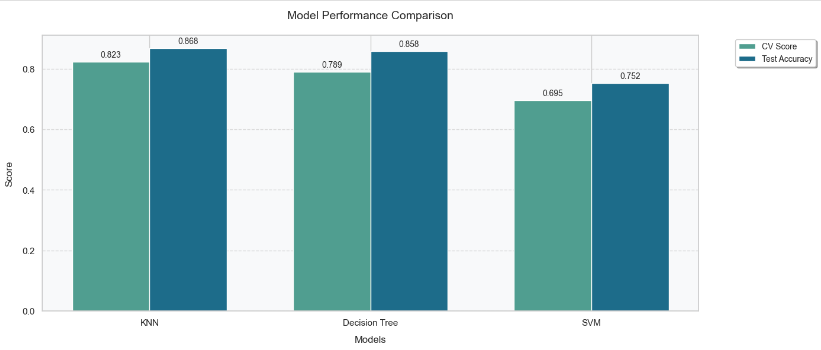 Model Performance Comparison
CV Score
Test Accuracy
0.823
0.868
0.789
0.858
0.695
0.752
Score
0.8
0.6
0.4
0.2
0.0
KNN
Decision Tree
SVM
Models